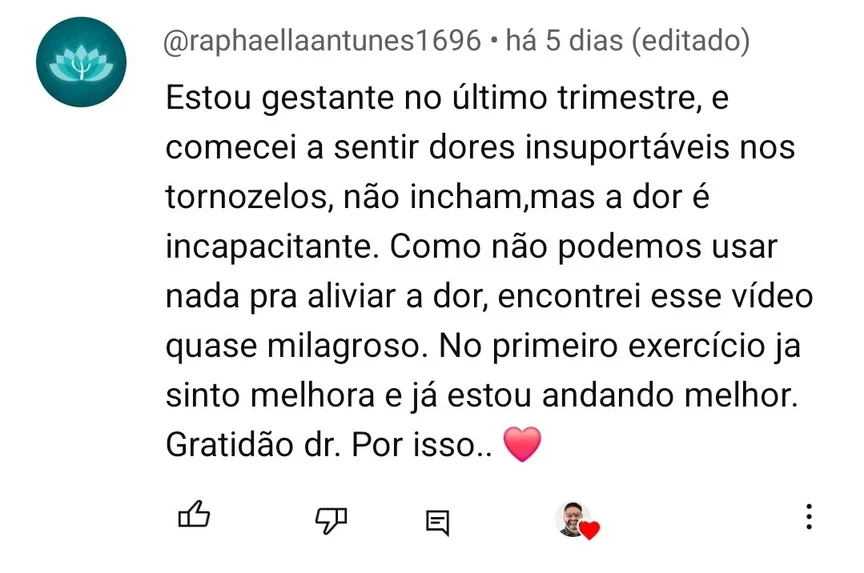 @raphaellaantunes1696 • há 5 dias (editado)
Estou gestante no último trimestre, e
comecei a sentir dores insuportáveis nos
tornozelos, não incham,mas a dor é
incapacitante. Como não podemos usar
nada pra aliviar a dor, encontrei esse vídeo
quase milagroso. No primeiro exercício ja
sinto melhora e já estou andando melhor.
Gratidão dr. Por isso.. ❤️